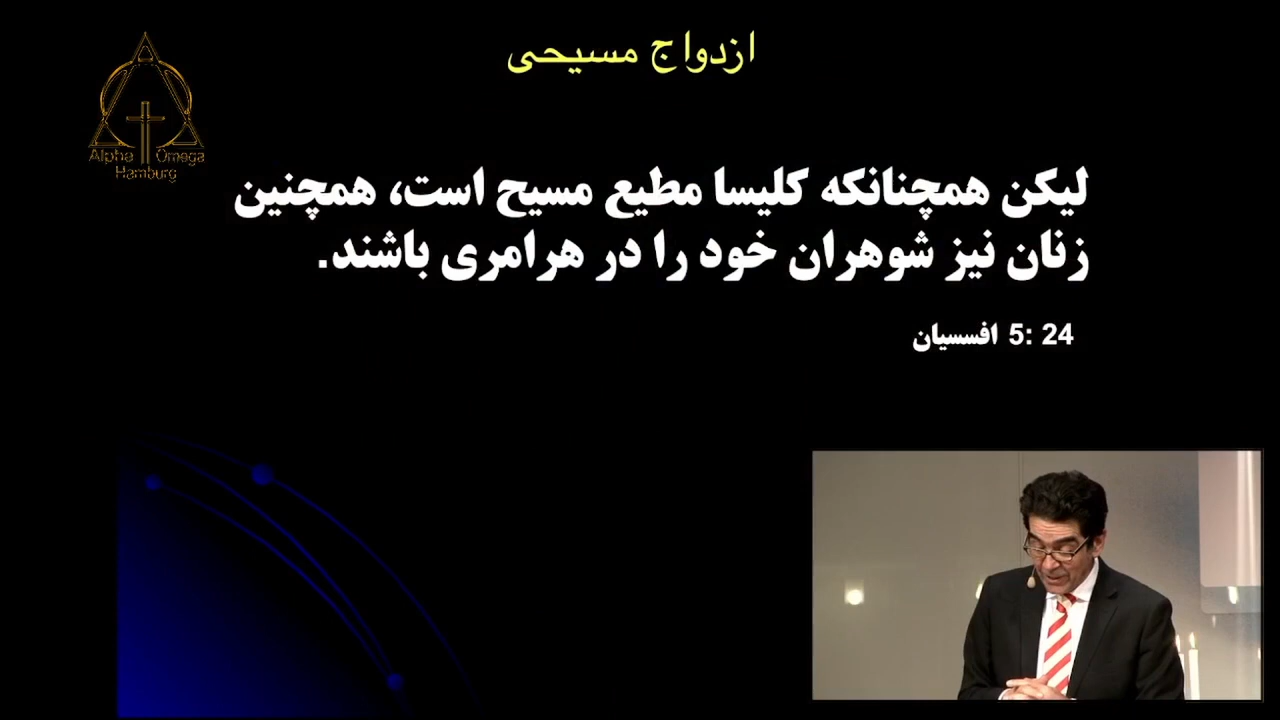 ازدواج مسیحی
Alpha Omega
Hamburg
لیکن همچنانکه کلیسا مطیع مسیح است، همچنین
زنان نیز شوهران خود را در هرامری باشند.
24 :5 افسسیان